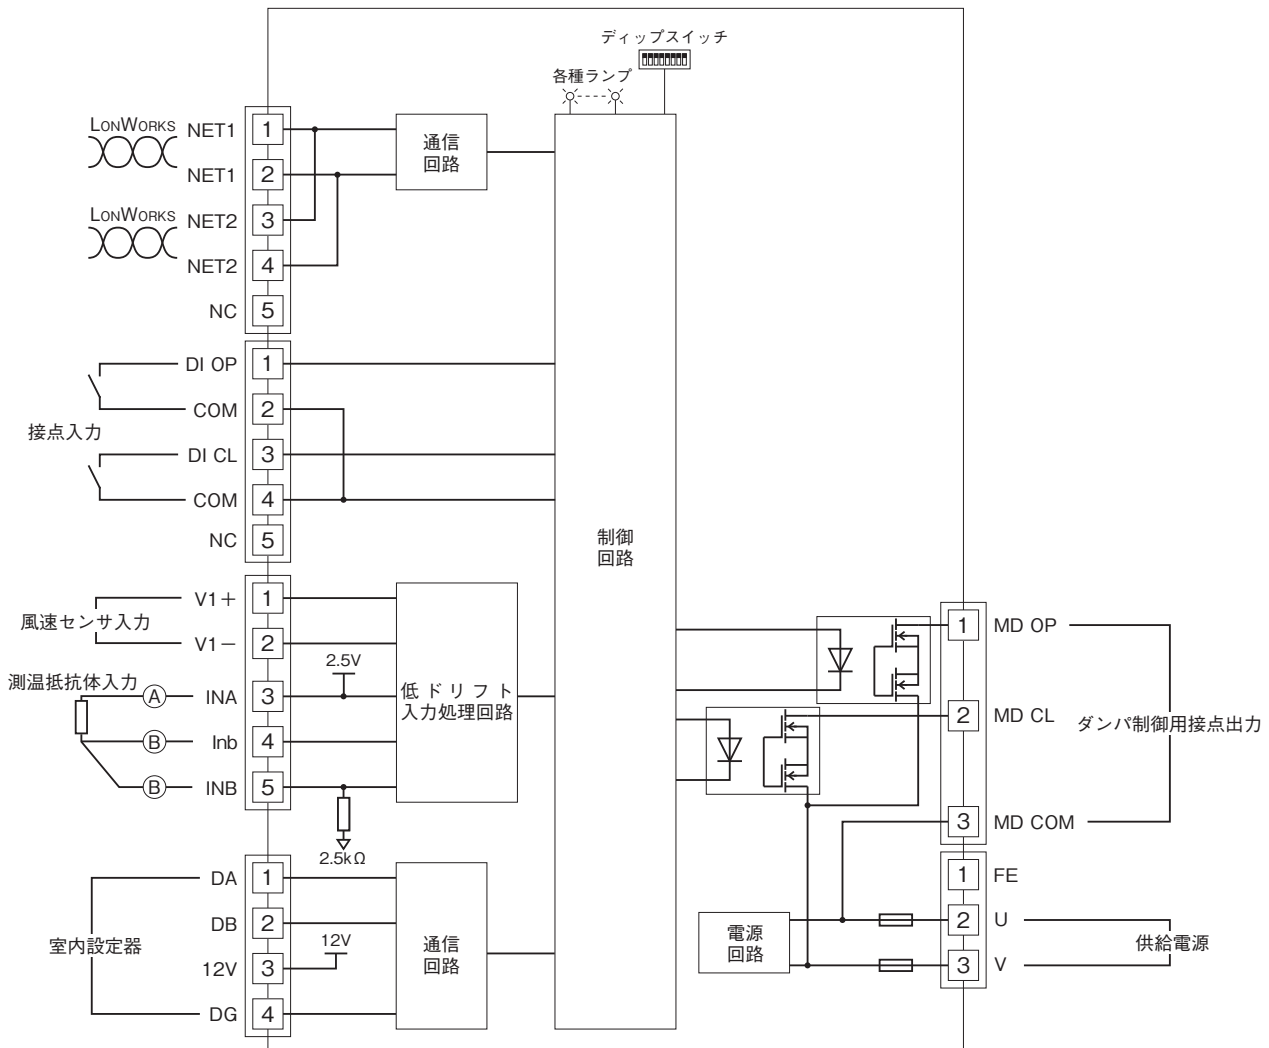 ディップスイッチ
各種ランプ
LONWORKS
NET1
1
NET1
2
LONWORKS
NET2
3
NET2
4
NC
5
通信
回路
接点入力
DI OP
1
COM
2
DI CL
3
COM
4
NC
5
制御
回路
風速センサ入力
V1+
1
V1−
2
測温抵抗体入力
A
INA
3
2.5V
B
Inb
4
B
INB
5
2.5kΩ
低ドリフト
入力処理回路
室内設定器
DA
1
DB
2
12V
3
12V
DG
4
通信
回路
1
MD OP
2
MD CL
3
MD COM
ダンパ制御用接点出力
電源
回路
1
FE
2
U
3
V
供給電源